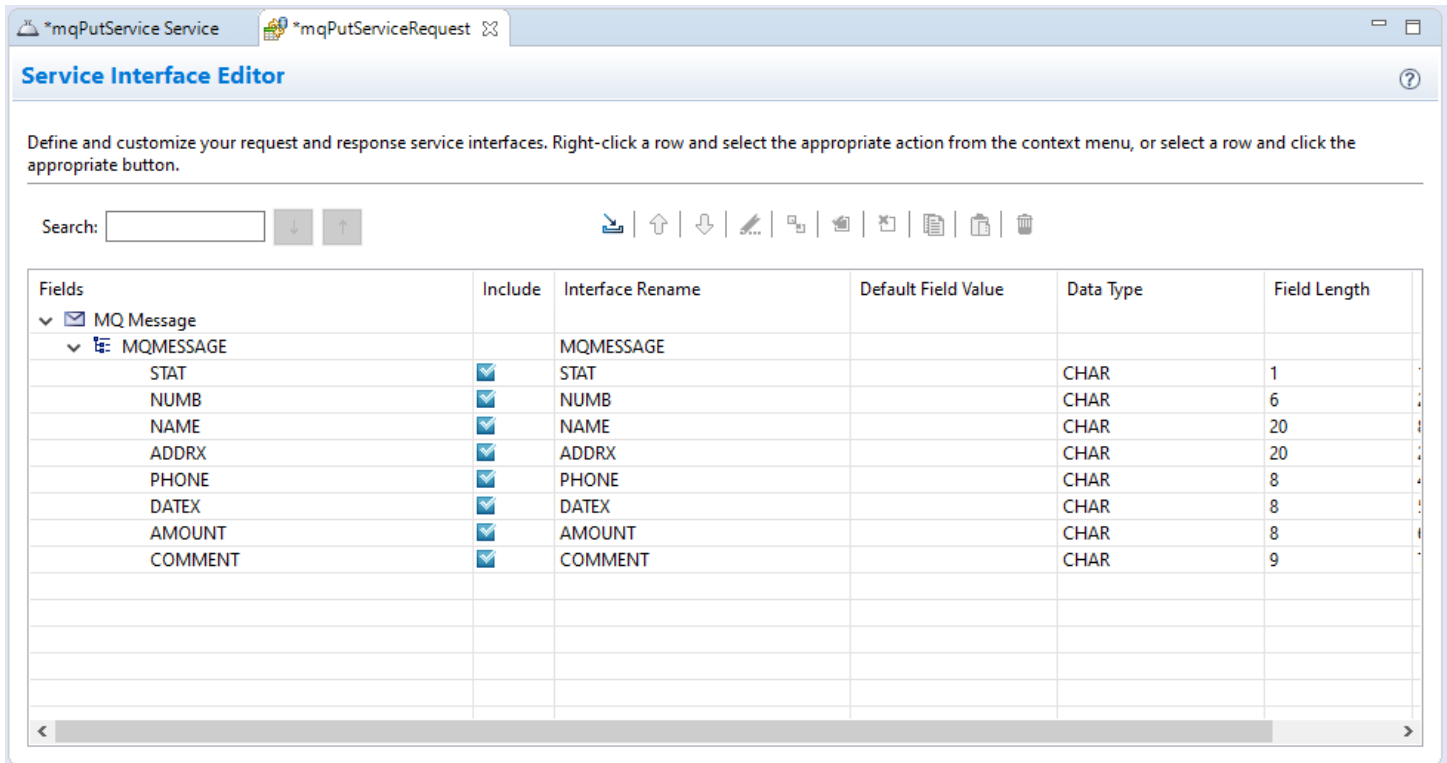 *mqPutService Service *mqPutServiceRequest
Service Interface Editor
Define and customize your request and response service interfaces. Right-click a row and select the appropriate action from the context menu, or select a row and click the
appropriate button.
Search:
Fields Include Interface Rename Default Field Value Data Type Field Length
MQ Message
MQMESSAGE MQMESSAGE
STAT STAT CHAR 1
NUMB NUMB CHAR 6
NAME NAME CHAR 20
ADDRX ADDRX CHAR 20
PHONE PHONE CHAR 8
DATEX DATEX CHAR 8
AMOUNT AMOUNT CHAR 8
COMMENT COMMENT CHAR 9